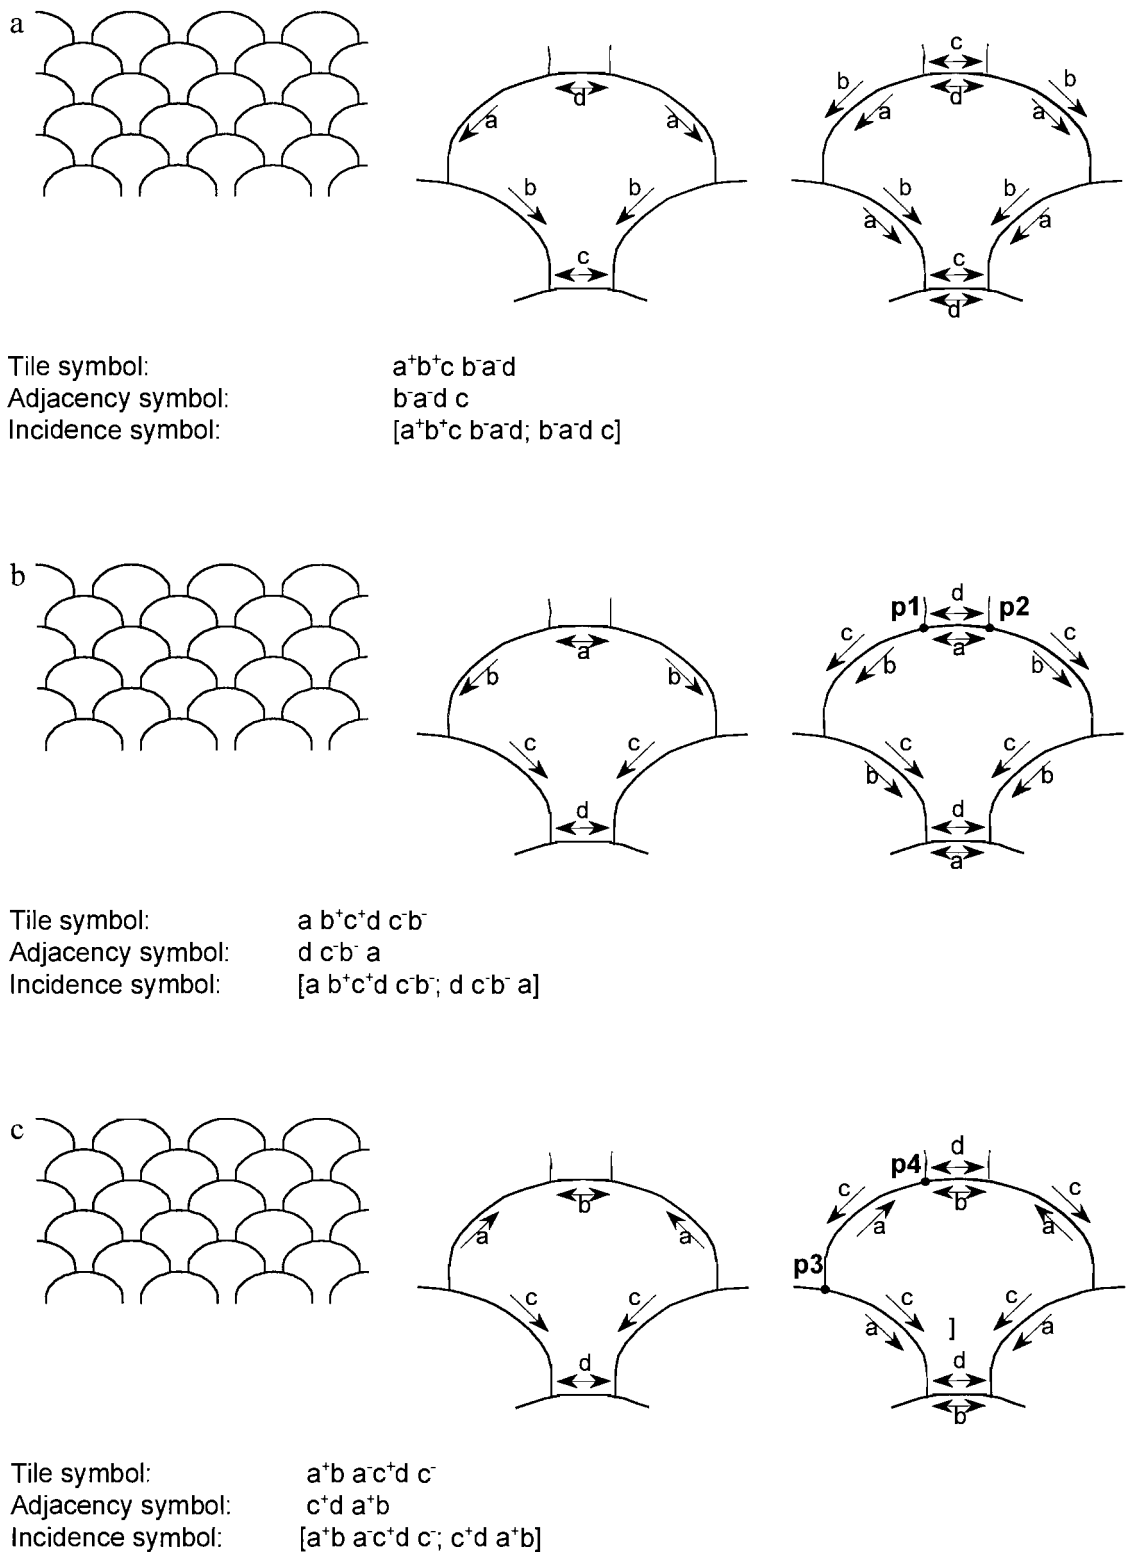 a
c
d
b
b
a
a
d
a
a
b
b
b
b
a
a
c
c
d
Tile symbol: a⁺b⁺c b⁻a⁻d
Adjacency symbol: b⁻a⁻d c
Incidence symbol: [a⁺b⁺c b⁻a⁻d; b⁻a⁻d c]
b
d
p1 p2
a
c
c
a
b
b
b
b
c
c
c
c
b
b
d
d
a
Tile symbol: a b⁺c⁺d c⁻b⁻
Adjacency symbol: d c⁻b⁻ a
Incidence symbol: [a b⁺c⁺d c⁻b⁻; d c⁻b⁻ a]
c
d
p4
b
c
c
b
a
a
a
a
p3
c
c
c
c
a
]
a
d
d
b
Tile symbol: a⁺b a⁻c⁺d c⁻
Adjacency symbol: c⁺d a⁺b
Incidence symbol: [a⁺b a⁻c⁺d c⁻; c⁺d a⁺b]